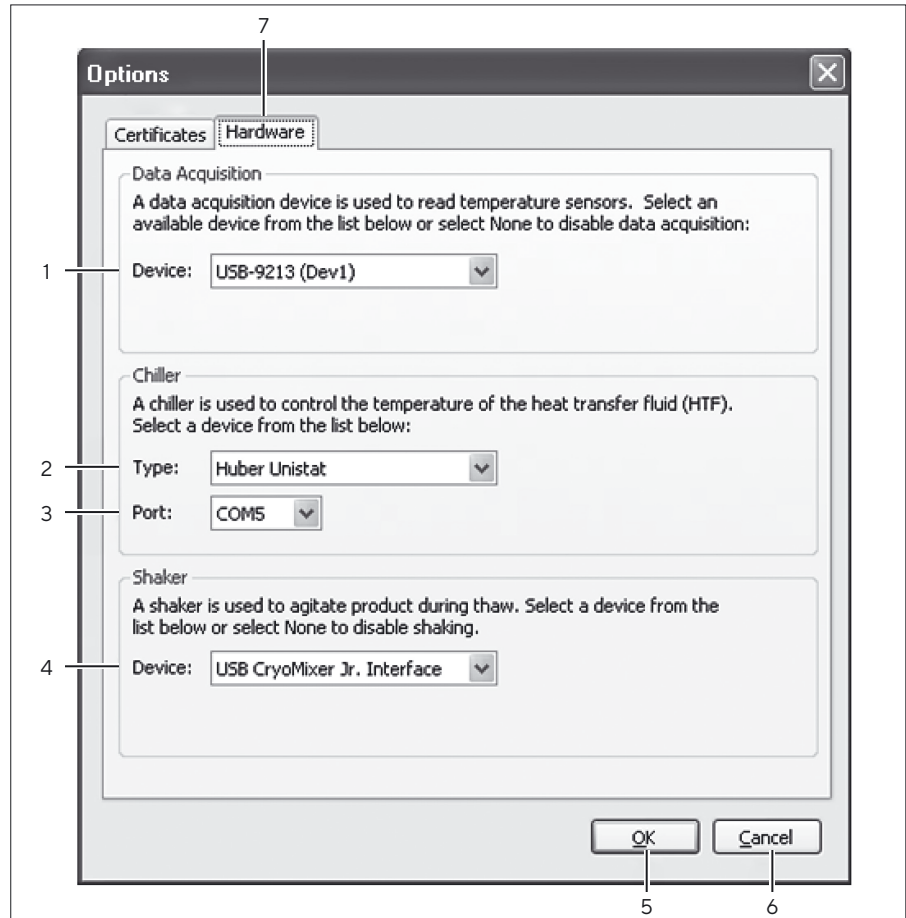 7
Options
Certificates Hardware
Data Acquisition
A data acquisition device is used to read temperature sensors. Select an
available device from the list below or select None to disable data acquisition:
1 Device: USB-9213 (Dev1)
Chiller
A chiller is used to control the temperature of the heat transfer fluid (HTF).
Select a device from the list below:
2 Type: Huber Unistat
3 Port: COM5
Shaker
A shaker is used to agitate product during thaw. Select a device from the
list below or select None to disable shaking.
4 Device: USB CryoMixer Jr. Interface
OK Cancel
5 6